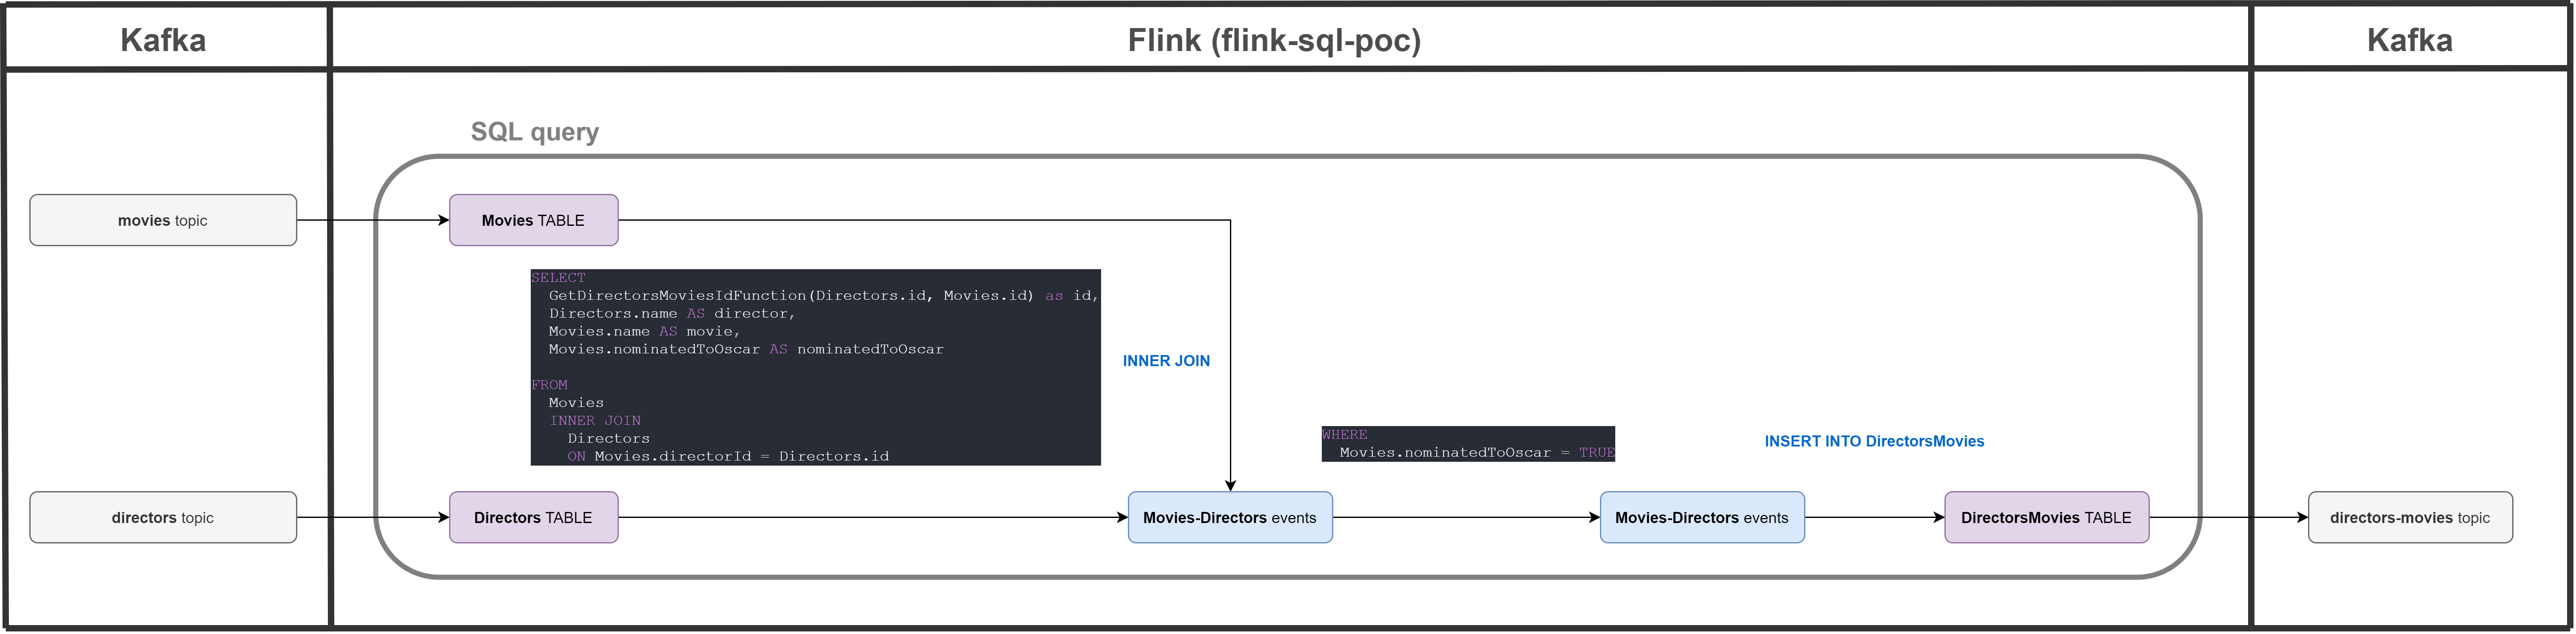 Kafka
Flink (flink-sql-poc)
Kafka
SQL query
movies topic
Movies TABLE
SELECT
  GetDirectorsMoviesIdFunction(Directors.id, Movies.id) as id,
  Directors.name AS director,
  Movies.name AS movie,
  Movies.nominatedToOscar AS nominatedToOscar
FROM
  Movies
  INNER JOIN
    Directors
    ON Movies.directorId = Directors.id
INNER JOIN
WHERE
  Movies.nominatedToOscar = TRUE
INSERT INTO DirectorsMovies
directors topic
Directors TABLE
Movies-Directors events
Movies-Directors events
DirectorsMovies TABLE
directors-movies topic